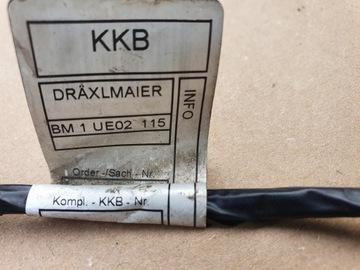 KKB
DRÄXLMAIER
BM 1 UE02 115
INFO
Order -/Sach - Nr.
Kompl. - KKB - Nr.